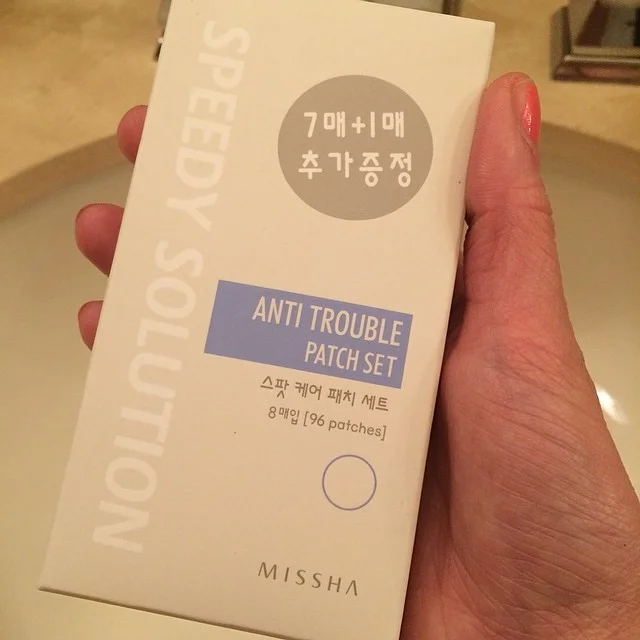 SPEEDY SOLUTION
7매+1매
추가증정
ANTI TROUBLE
PATCH SET
스팟 케어 패치 세트
8매입 [96 patches]
MISSHA